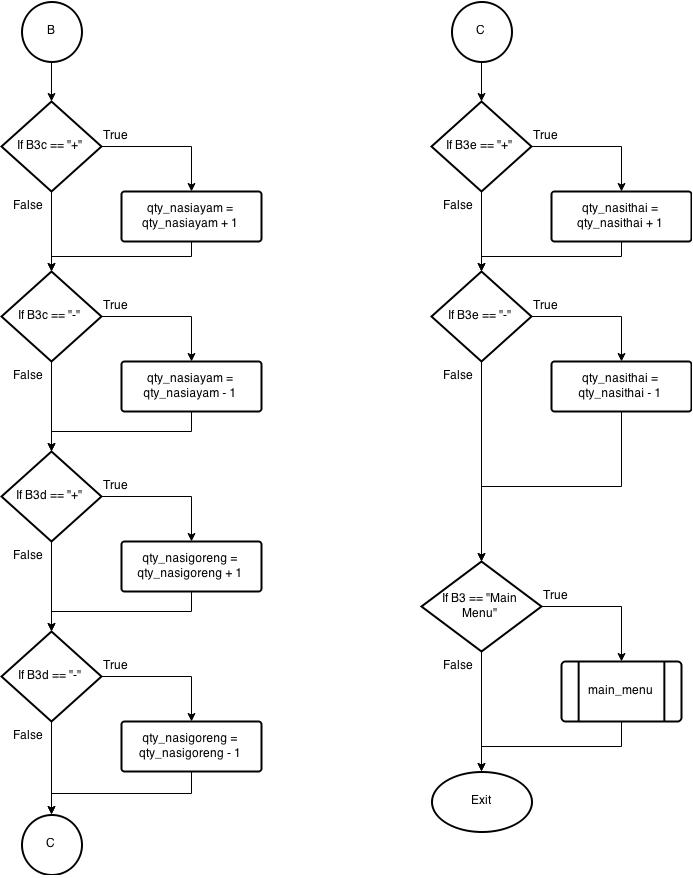 B
If B3c == "+"
True
False
qty_nasiayam =
qty_nasiayam + 1
If B3c == "-"
True
False
qty_nasiayam =
qty_nasiayam - 1
If B3d == "+"
True
False
qty_nasigoreng =
qty_nasigoreng + 1
If B3d == "-"
True
False
qty_nasigoreng =
qty_nasigoreng - 1
C
C
If B3e == "+"
True
False
qty_nasithai =
qty_nasithai + 1
If B3e == "-"
True
False
qty_nasithai =
qty_nasithai - 1
If B3 == "Main
Menu"
True
False
main_menu
Exit